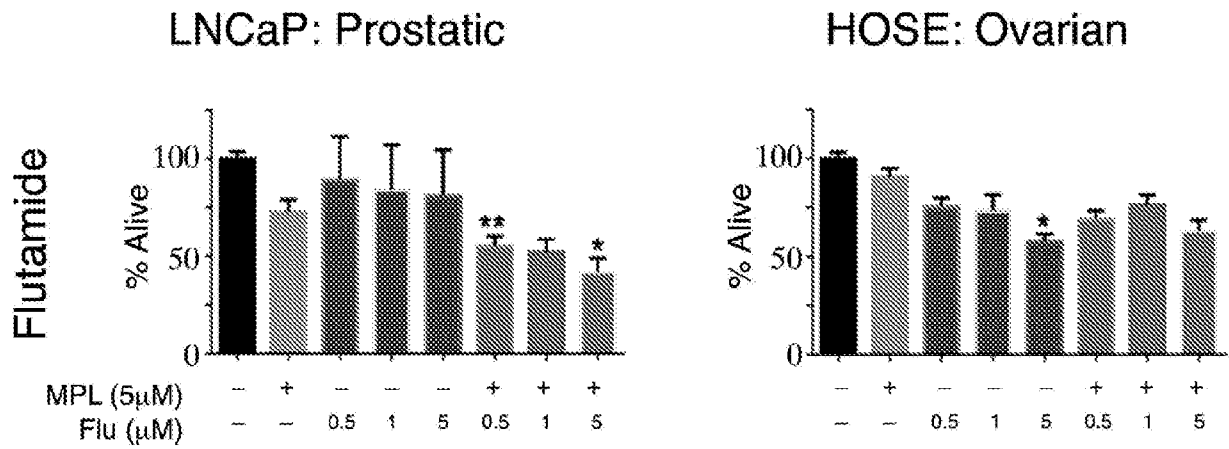 LNCaP: Prostatic
HOSE: Ovarian
Flutamide
% Alive
100
50
0
**
*
MPL (5μM) – + – – – + + +
Flu (μM) – – 0.5 1 5 0.5 1 5
% Alive
100
50
0
*
– + – – – + + +
– – 0.5 1 5 0.5 1 5